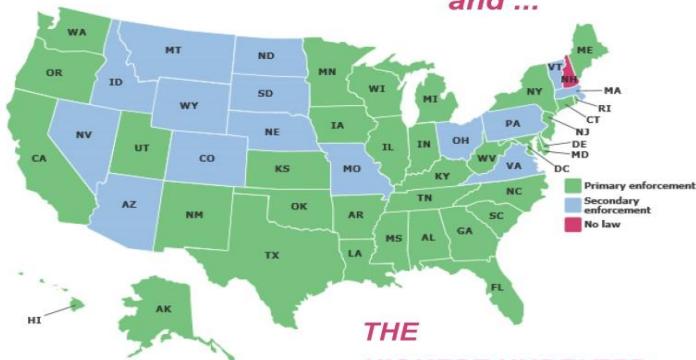 and ...
WA
OR
CA
ID
NV
MT
WY
UT
AZ
CO
NM
ND
SD
NE
KS
OK
TX
MN
IA
MO
AR
LA
WI
IL
MI
IN
OH
KY
TN
MS
AL
GA
FL
SC
NC
VA
WV
PA
NY
VT
NH
ME
MA
RI
CT
NJ
DE
MD
DC
HI
AK
Primary enforcement
Secondary
enforcement
No law
THE